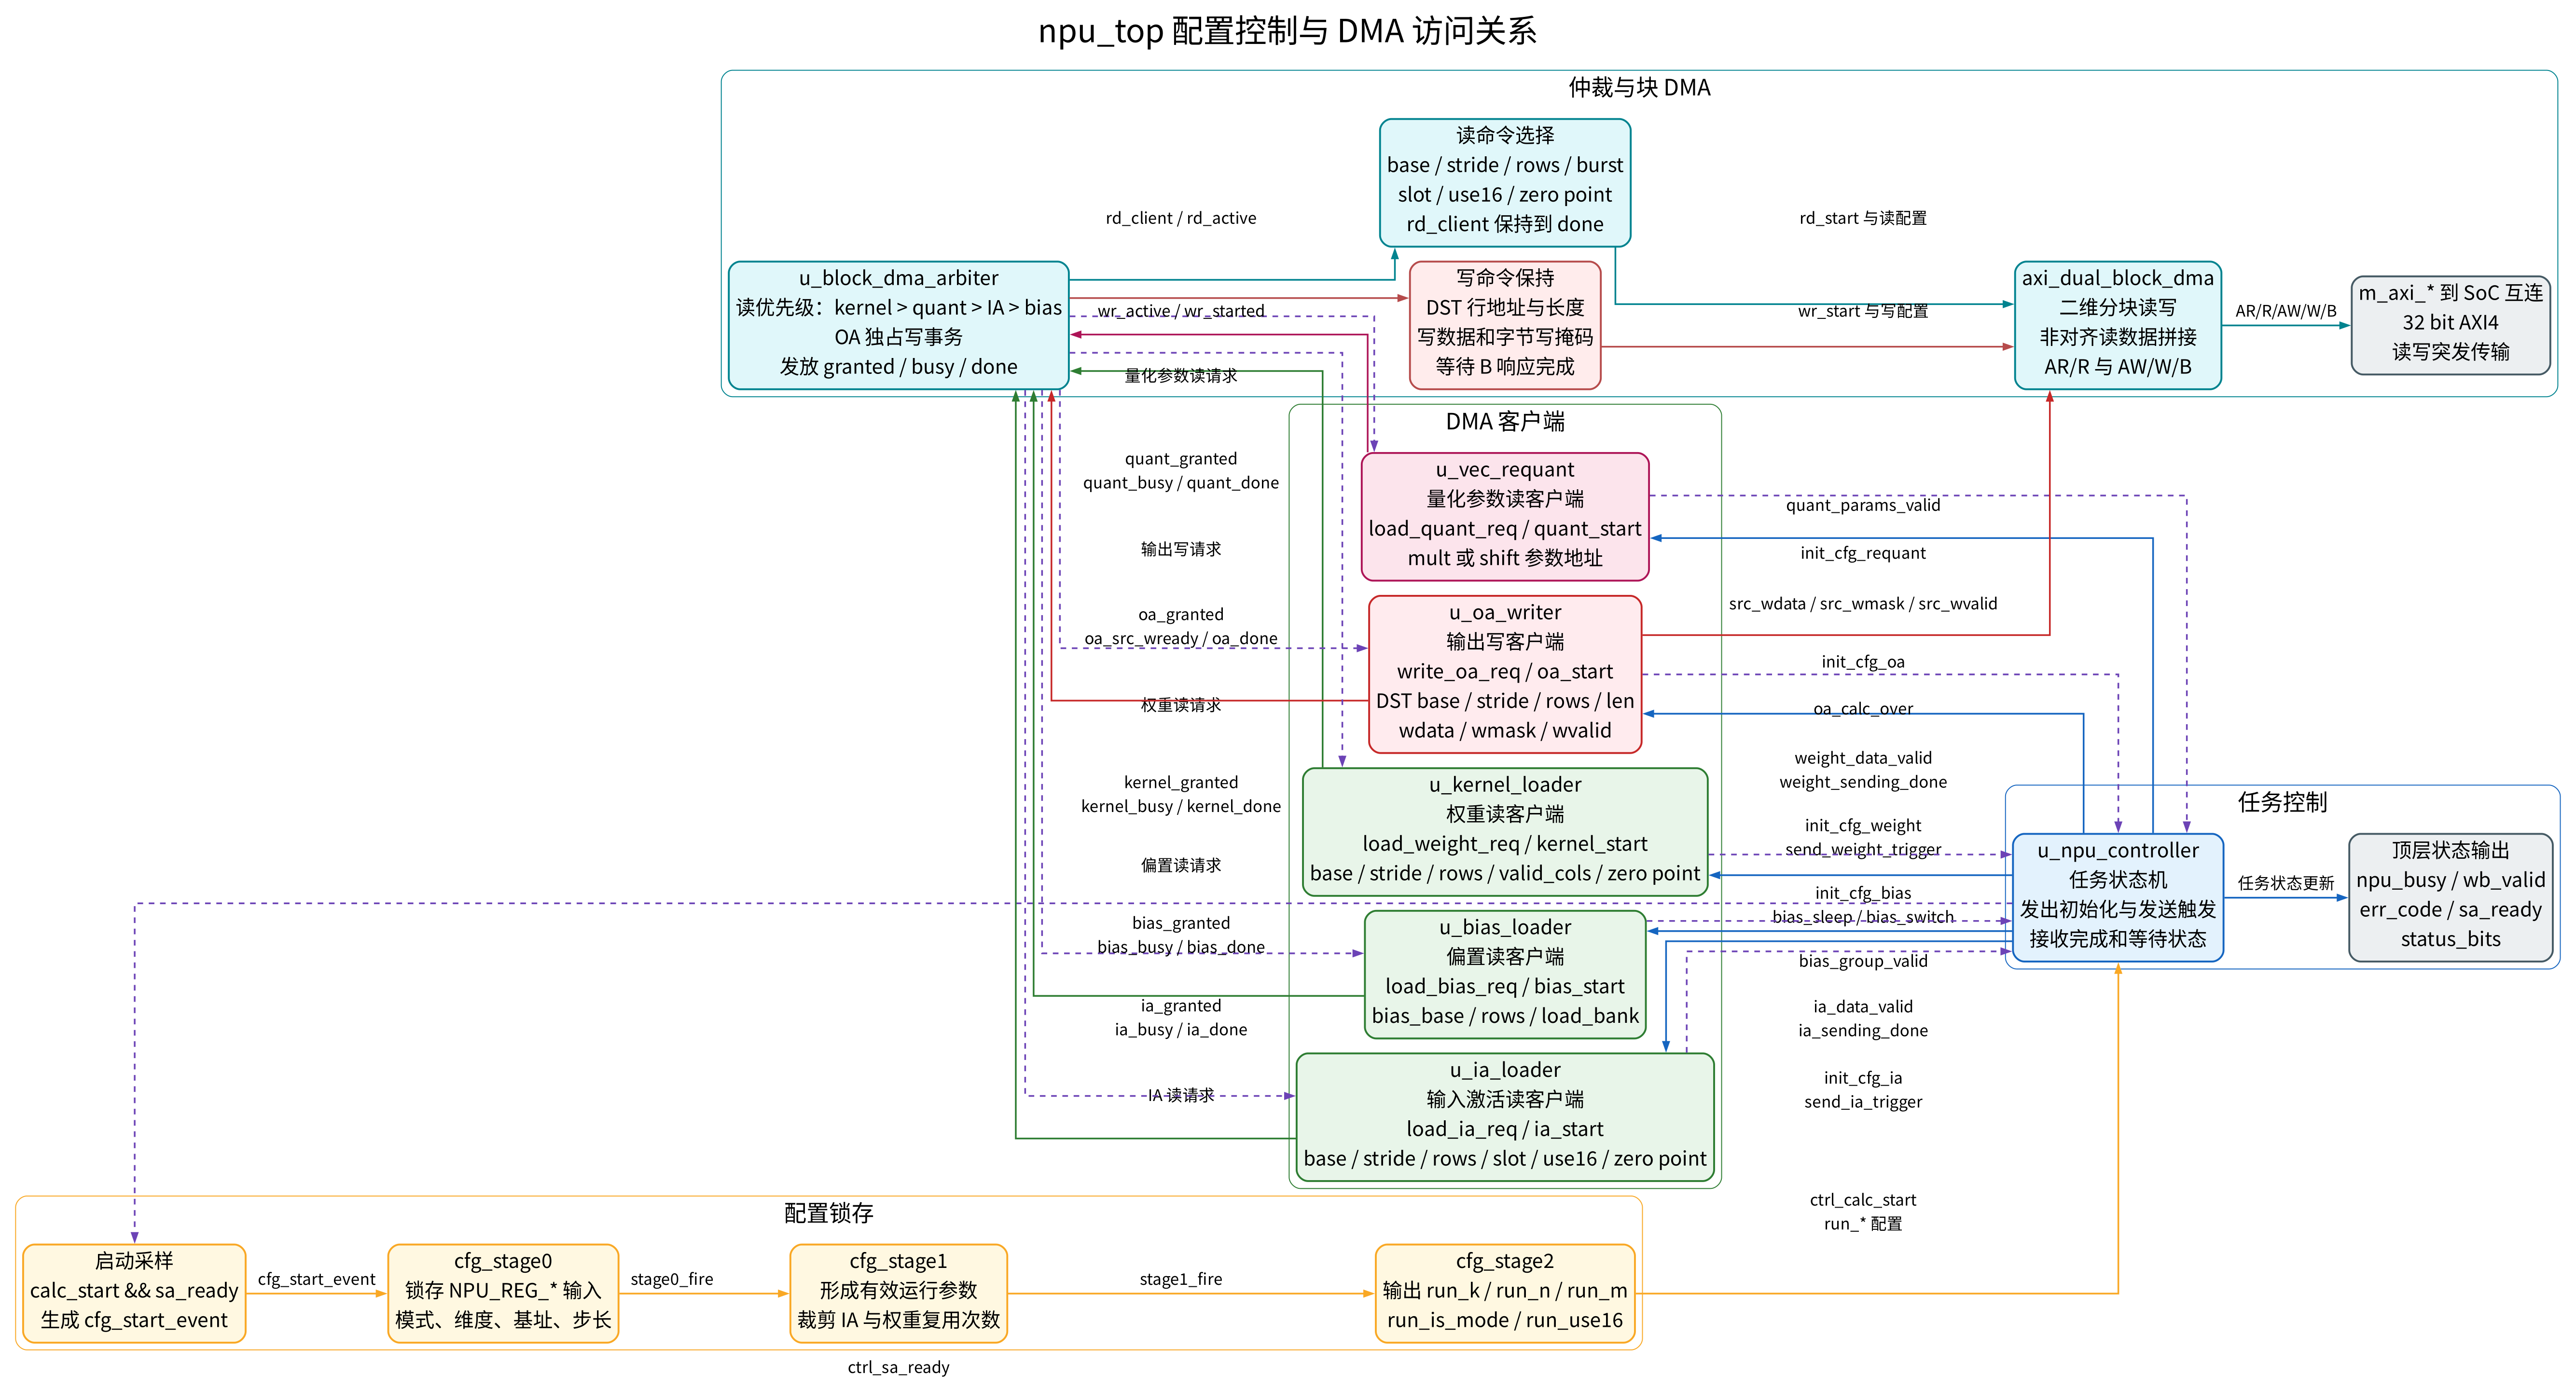 npu_top 配置控制与 DMA 访问关系
仲裁与块 DMA
读命令选择
base / stride / rows / burst
slot / use16 / zero point
rd_client 保持到 done
rd_client / rd_active
rd_start 与读配置
u_block_dma_arbiter
读优先级：kernel > quant > IA > bias
OA 独占写事务
发放 granted / busy / done
写命令保持
DST 行地址与长度
写数据和字节写掩码
等待 B 响应完成
axi_dual_block_dma
二维分块读写
非对齐读数据拼接
AR/R 与 AW/W/B
AR/R/AW/W/B
m_axi_* 到 SoC 互连
32 bit AXI4
读写突发传输
wr_active / wr_started
wr_start 与写配置
量化参数读请求
DMA 客户端
quant_granted
quant_busy / quant_done
u_vec_requant
量化参数读客户端
load_quant_req / quant_start
mult 或 shift 参数地址
quant_params_valid
init_cfg_requant
输出写请求
oa_granted
oa_src_wready / oa_done
u_oa_writer
输出写客户端
write_oa_req / oa_start
DST base / stride / rows / len
wdata / wmask / wvalid
src_wdata / src_wmask / src_wvalid
init_cfg_oa
oa_calc_over
权重读请求
kernel_granted
kernel_busy / kernel_done
u_kernel_loader
权重读客户端
load_weight_req / kernel_start
base / stride / rows / valid_cols / zero point
weight_data_valid
weight_sending_done
init_cfg_weight
send_weight_trigger
任务控制
u_npu_controller
任务状态机
发出初始化与发送触发
接收完成和等待状态
任务状态更新
顶层状态输出
npu_busy / wb_valid
err_code / sa_ready
status_bits
偏置读请求
bias_granted
bias_busy / bias_done
u_bias_loader
偏置读客户端
load_bias_req / bias_start
bias_base / rows / load_bank
init_cfg_bias
bias_sleep / bias_switch
bias_group_valid
ia_granted
ia_busy / ia_done
ia_data_valid
ia_sending_done
IA 读请求
u_ia_loader
输入激活读客户端
load_ia_req / ia_start
base / stride / rows / slot / use16 / zero point
init_cfg_ia
send_ia_trigger
ctrl_calc_start
run_* 配置
配置锁存
启动采样
calc_start && sa_ready
生成 cfg_start_event
cfg_start_event
cfg_stage0
锁存 NPU_REG_* 输入
模式、维度、基址、步长
stage0_fire
cfg_stage1
形成有效运行参数
裁剪 IA 与权重复用次数
stage1_fire
cfg_stage2
输出 run_k / run_n / run_m
run_is_mode / run_use16
ctrl_sa_ready